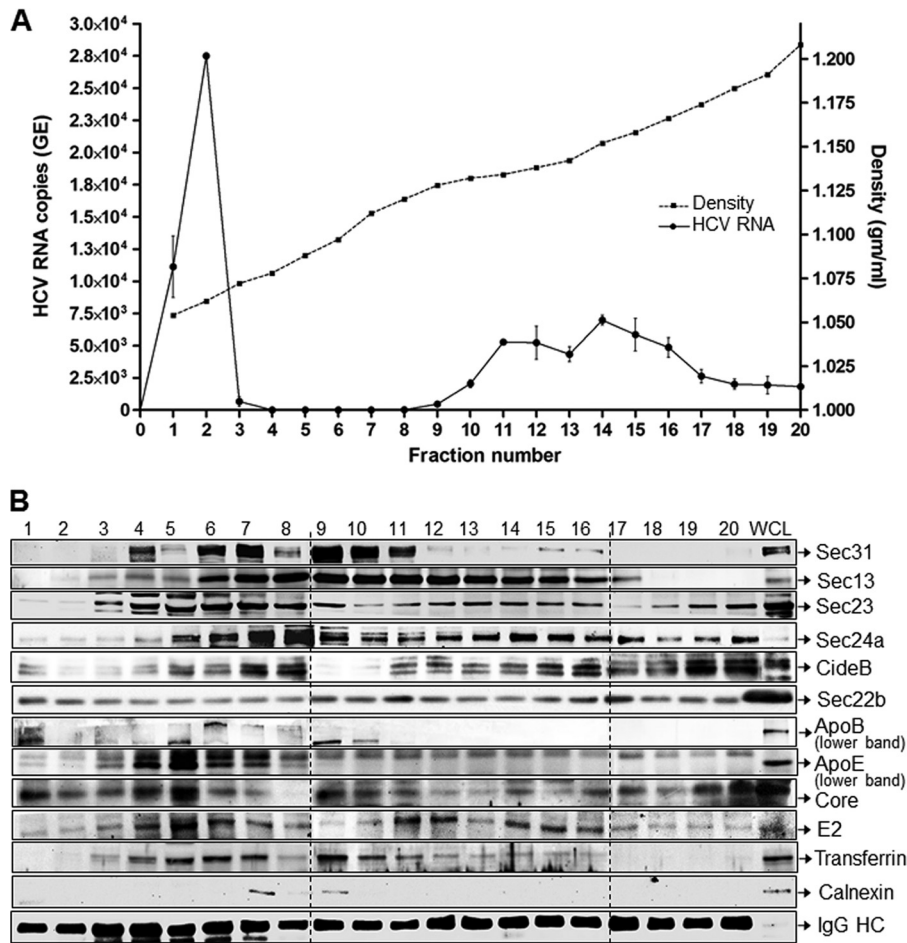 A
3.0×10⁴
2.8×10⁴
2.5×10⁴
2.3×10⁴
2.0×10⁴
1.8×10⁴
1.5×10⁴
1.3×10⁴
1.0×10⁴
7.5×10³
5.0×10³
2.5×10³
0
HCV RNA copies (GE)
0 1 2 3 4 5 6 7 8 9 10 11 12 13 14 15 16 17 18 19 20
Fraction number
1.200
1.175
1.150
1.125
1.100
1.075
1.050
1.025
1.000
Density (gm/ml)
Density
HCV RNA
B
1 2 3 4 5 6 7 8 9 10 11 12 13 14 15 16 17 18 19 20 WCL
Sec31
Sec13
Sec23
Sec24a
CideB
Sec22b
ApoB
(lower band)
ApoE
(lower band)
Core
E2
Transferrin
Calnexin
IgG HC